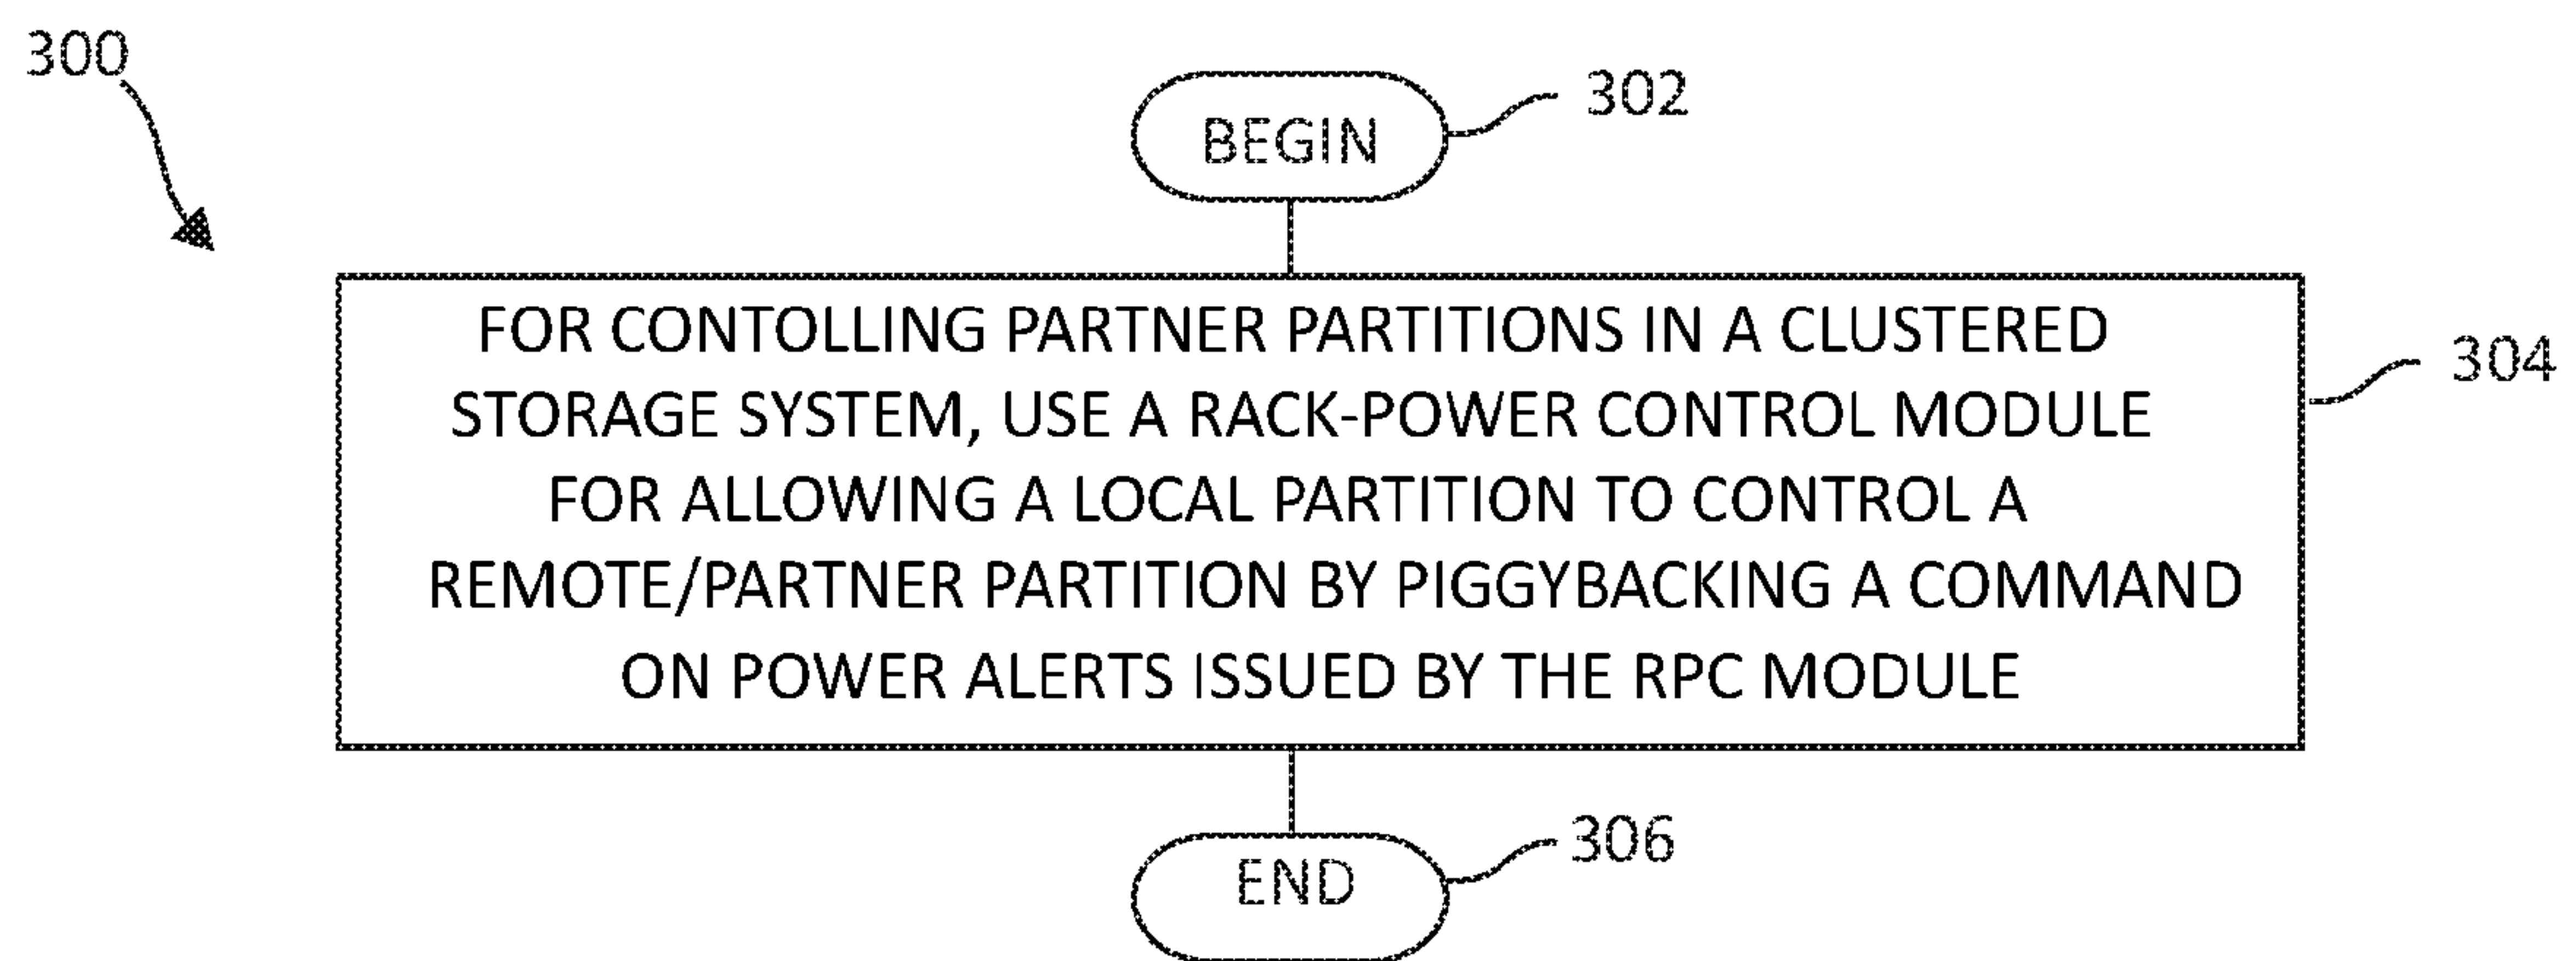 300
BEGIN
302
FOR CONTOLLING PARTNER PARTITIONS IN A CLUSTERED
STORAGE SYSTEM, USE A RACK-POWER CONTROL MODULE
FOR ALLOWING A LOCAL PARTITION TO CONTROL A
REMOTE/PARTNER PARTITION BY PIGGYBACKING A COMMAND
ON POWER ALERTS ISSUED BY THE RPC MODULE
304
END
306